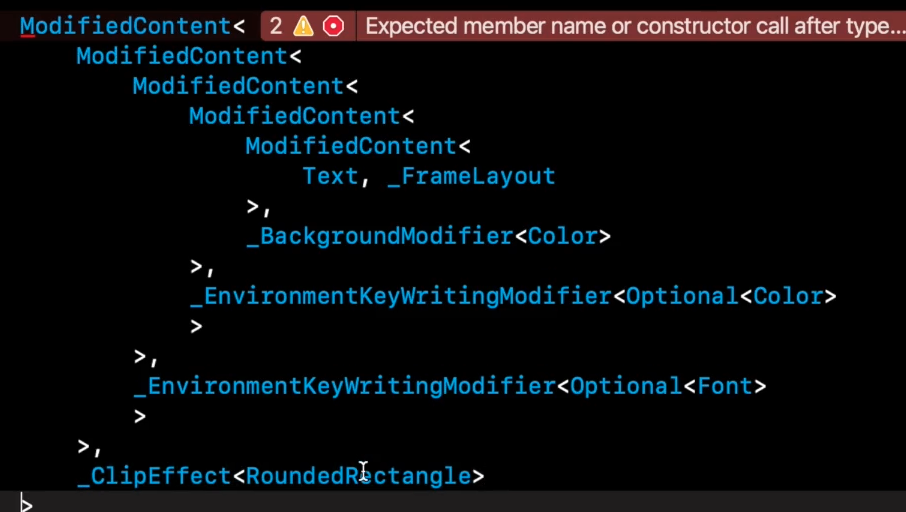 ModifiedContent< 2 Expected member name or constructor call after type...
ModifiedContent<
ModifiedContent<
ModifiedContent<
ModifiedContent<
Text, _FrameLayout
>,
_BackgroundModifier<Color>
>,
_EnvironmentKeyWritingModifier<Optional<Color>
>
>,
_EnvironmentKeyWritingModifier<Optional<Font>
>
>,
_ClipEffect<RoundedRectangle>
>